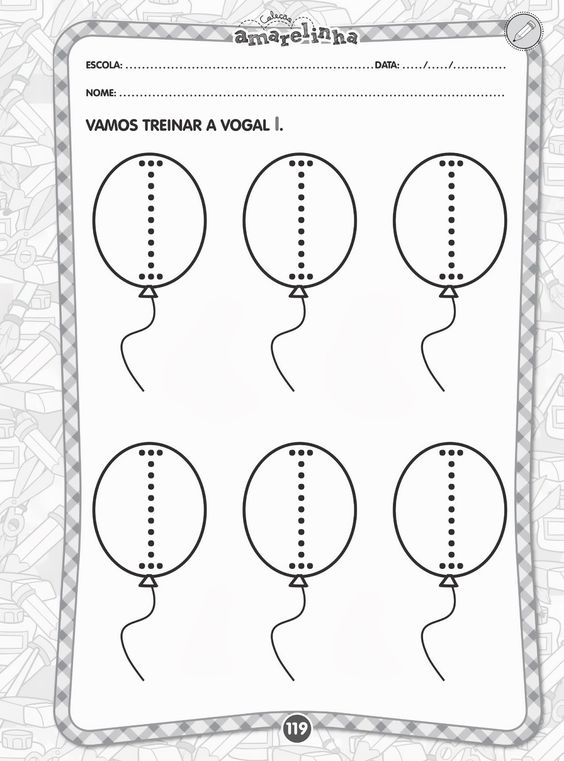 Coleção
amarelinha
ESCOLA: ........................................................DATA: ...../...../............
NOME: ........................................................................................
VAMOS TREINAR A VOGAL I.
I I I
I I I
119